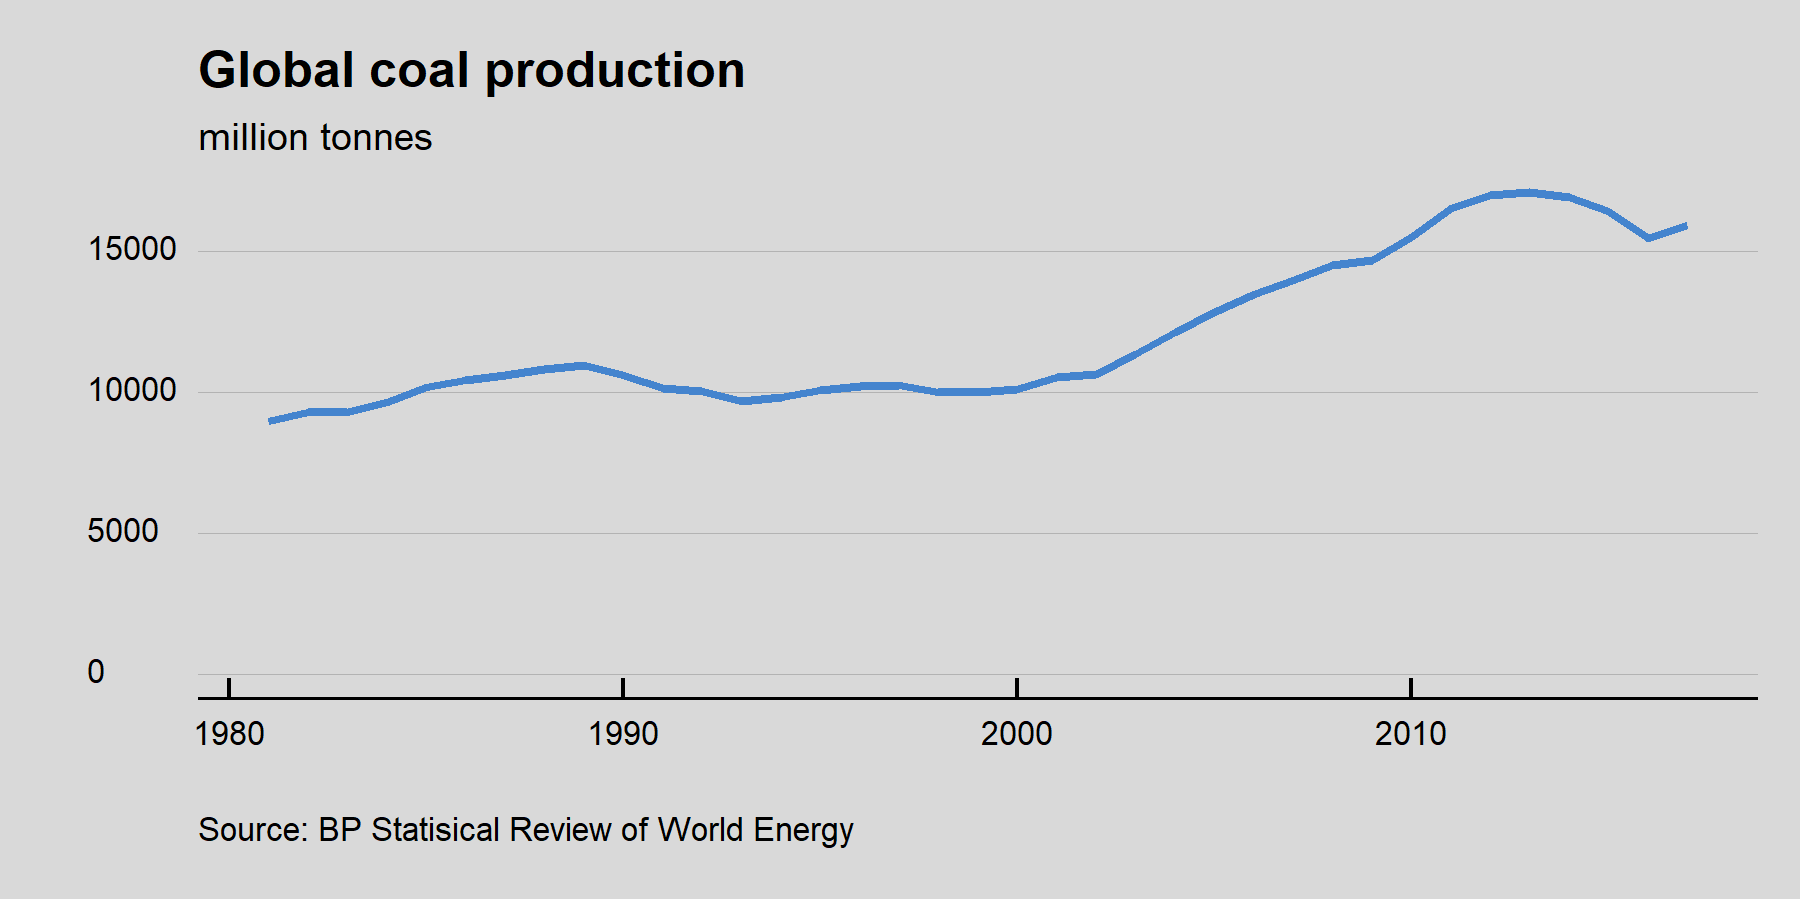 Global coal production
million tonnes
15000
10000
5000
0
1980 1990 2000 2010
Source: BP Statisical Review of World Energy